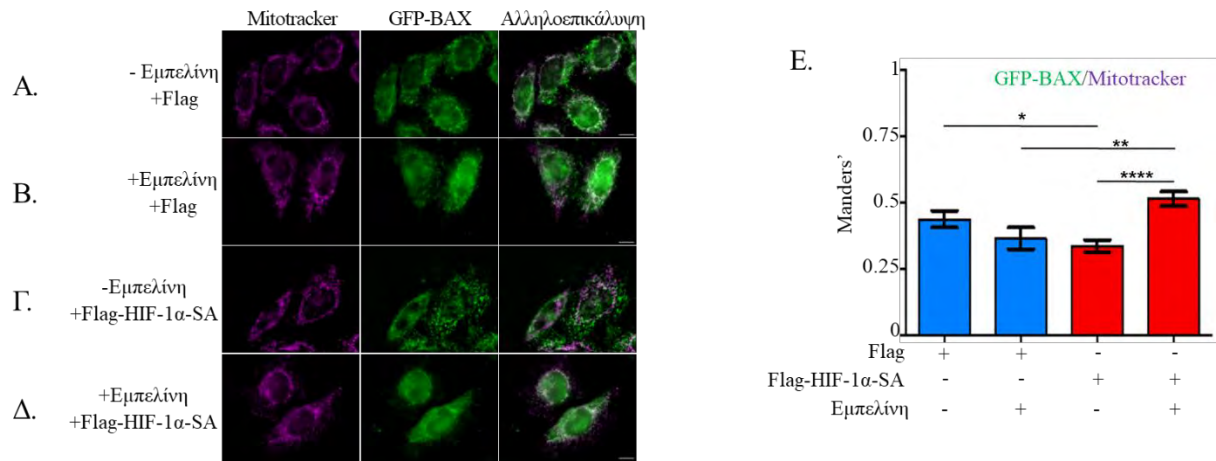 Mitotracker GFP-BAX Αλληλοεπικάλυψη
Α.
- Εμπελίνη
+Flag
Β.
+Εμπελίνη
+Flag
Γ.
-Εμπελίνη
+Flag-HIF-1α-SA
Δ.
+Εμπελίνη
+Flag-HIF-1α-SA
Ε.
GFP-BAX/Mitotracker
Manders’
1
0.75
0.5
0.25
0
*
**
****
Flag + + - -
Flag-HIF-1α-SA - - + +
Εμπελίνη - + - +